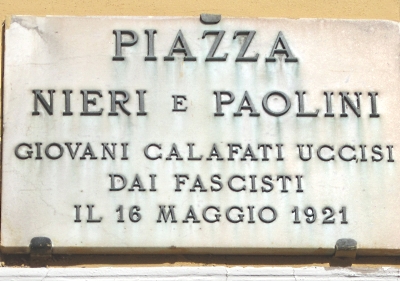 PIAZZA
NIERI E PAOLINI
GIOVANI CALAFATI UCCISI
DAI FASCISTI
IL 16 MAGGIO 1921